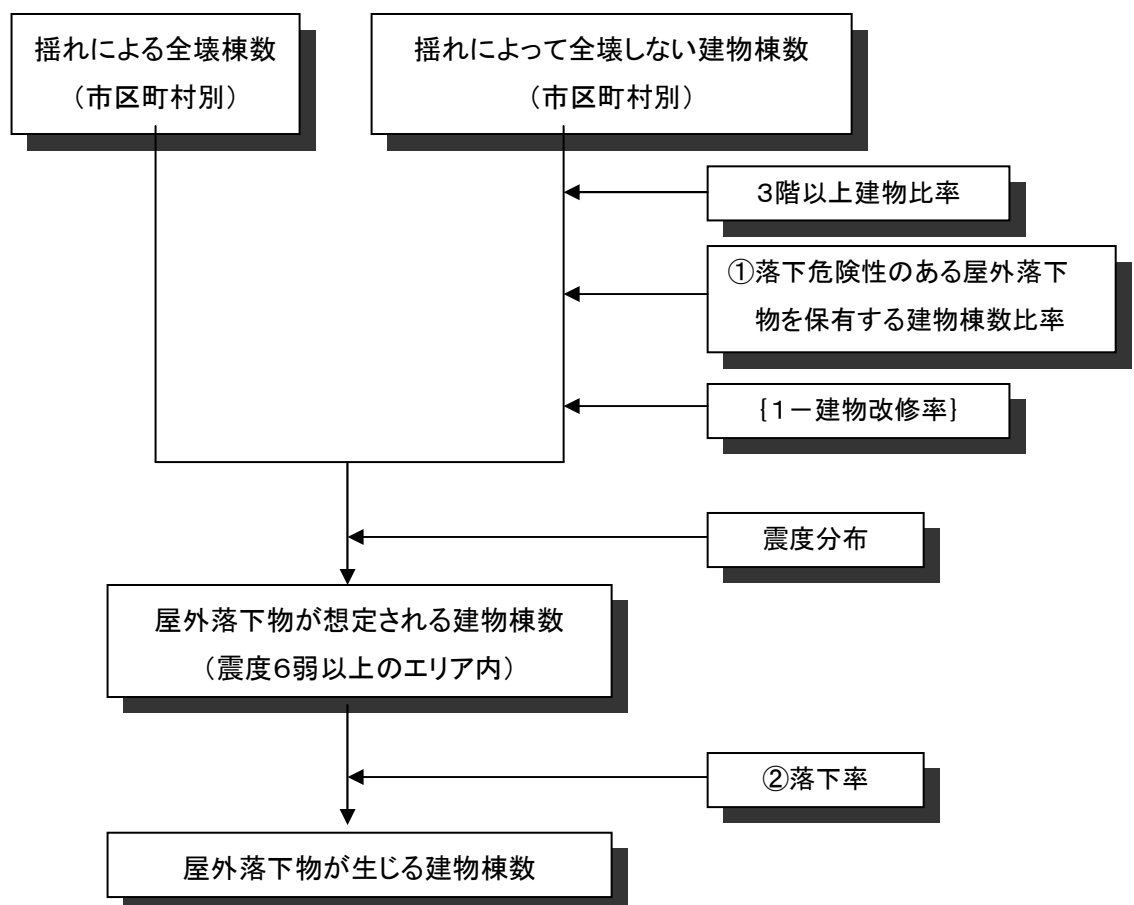 揺れによる全壊棟数
（市区町村別）
揺れによって全壊しない建物棟数
（市区町村別）
３階以上建物比率
①落下危険性のある屋外落下
物を保有する建物棟数比率
{１－建物改修率}
震度分布
屋外落下物が想定される建物棟数
（震度６弱以上のエリア内）
②落下率
屋外落下物が生じる建物棟数